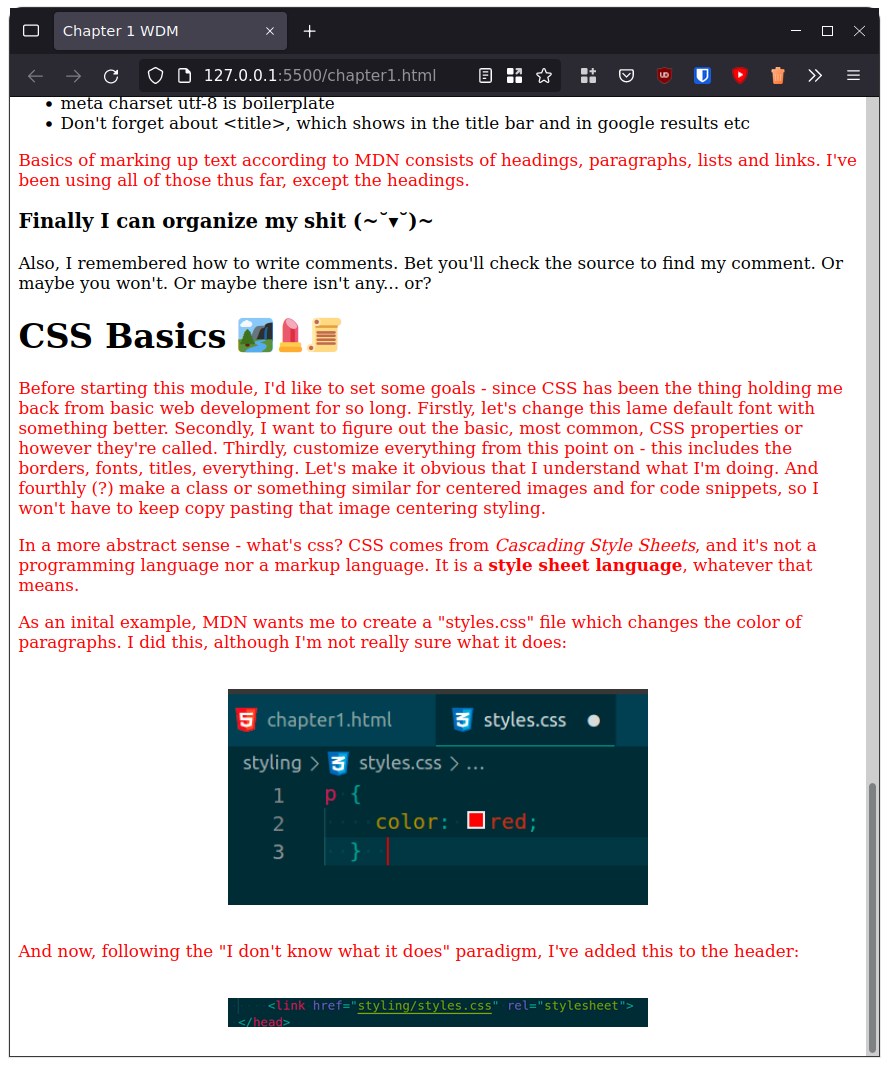 Chapter 1 WDM
127.0.0.1:5500/chapter1.html
meta charset utf-8 is boilerplate
Don't forget about <title>, which shows in the title bar and in google results etc
Basics of marking up text according to MDN consists of headings, paragraphs, lists and links. I've
been using all of those thus far, except the headings.
Finally I can organize my shit (~˘▾˘)~
Also, I remembered how to write comments. Bet you'll check the source to find my comment. Or
maybe you won't. Or maybe there isn't any... or?
CSS Basics 🏞️💄📜
Before starting this module, I'd like to set some goals - since CSS has been the thing holding me
back from basic web development for so long. Firstly, let's change this lame default font with
something better. Secondly, I want to figure out the basic, most common, CSS properties or
however they're called. Thirdly, customize everything from this point on - this includes the
borders, fonts, titles, everything. Let's make it obvious that I understand what I'm doing. And
fourthly (?) make a class or something similar for centered images and for code snippets, so I
won't have to keep copy pasting that image centering styling.
In a more abstract sense - what's css? CSS comes from Cascading Style Sheets, and it's not a
programming language nor a markup language. It is a style sheet language, whatever that
means.
As an inital example, MDN wants me to create a "styles.css" file which changes the color of
paragraphs. I did this, although I'm not really sure what it does:
chapter1.html styles.css
styling > styles.css > ...
1 p {
2 color: red;
3 }
And now, following the "I don't know what it does" paradigm, I've added this to the header:
<link href="styling/styles.css" rel="stylesheet">
</head>